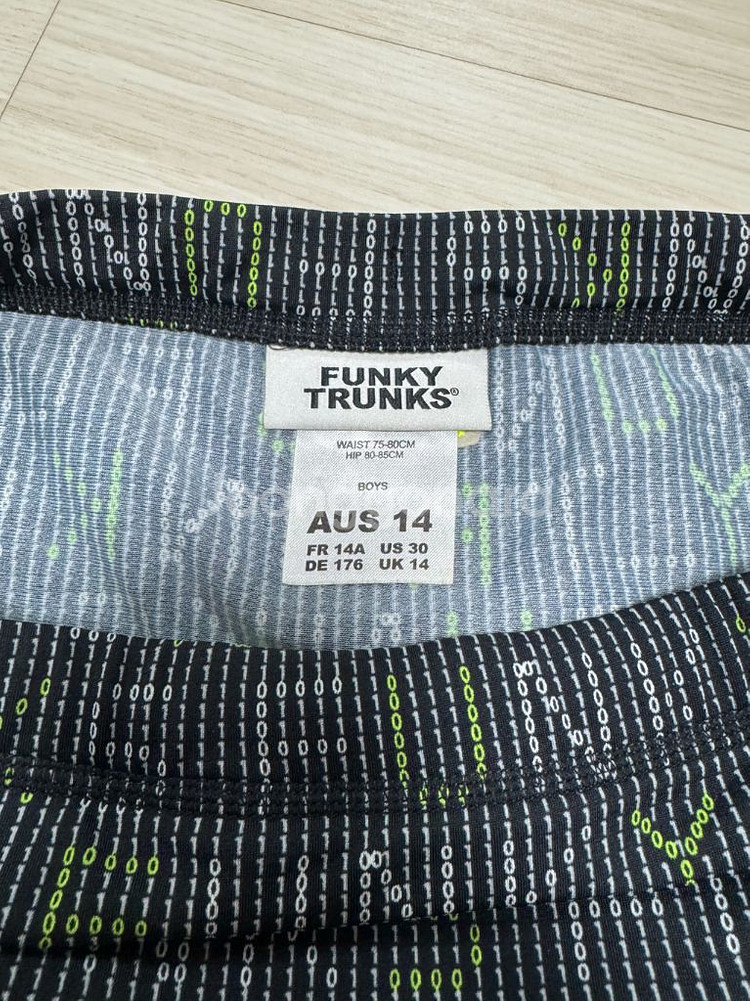 FUNKY
TRUNKS®
WAIST 75-80CM
HIP 80-85CM
BOYS
AUS 14
FR 14A US 30
DE 176 UK 14